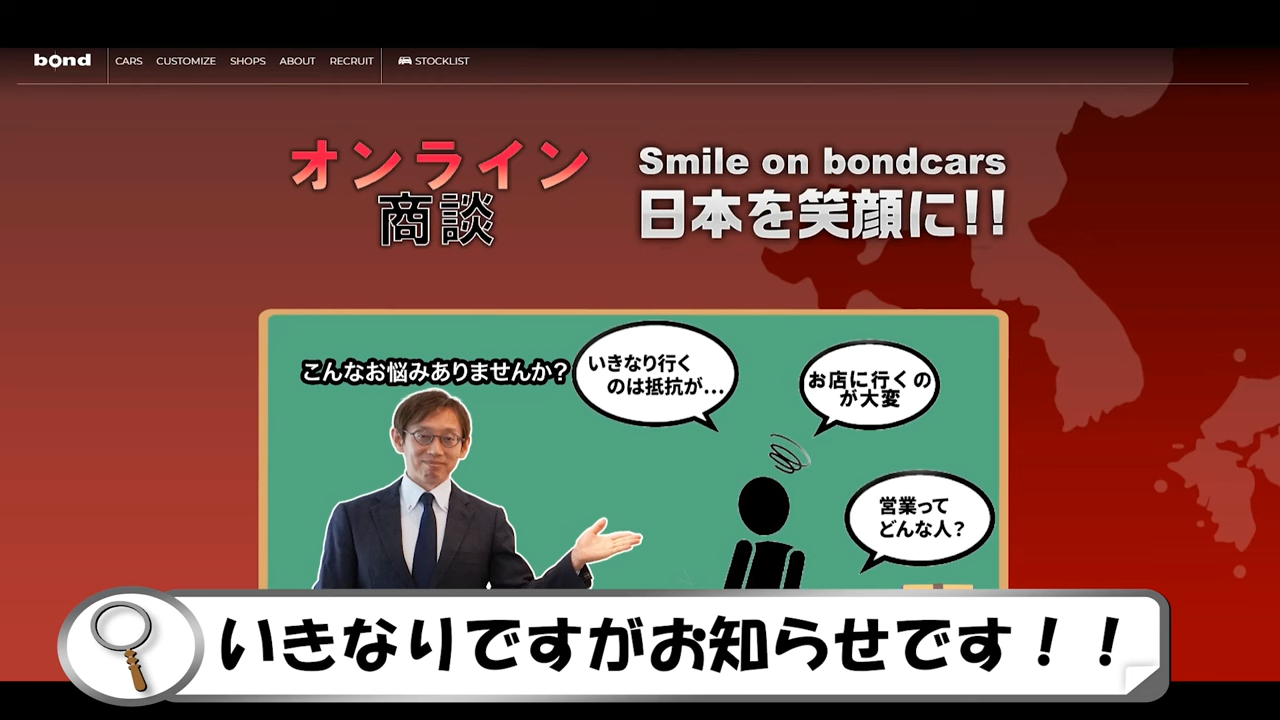 bond
CARS CUSTOMIZE SHOPS ABOUT RECRUIT STOCKLIST
オンライン
商談
Smile on bondcars
日本を笑顔に!!
こんなお悩みありませんか？
いきなり行く
のは抵抗が…
お店に行くの
が大変
営業って
どんな人？
いきなりですがお知らせです！！